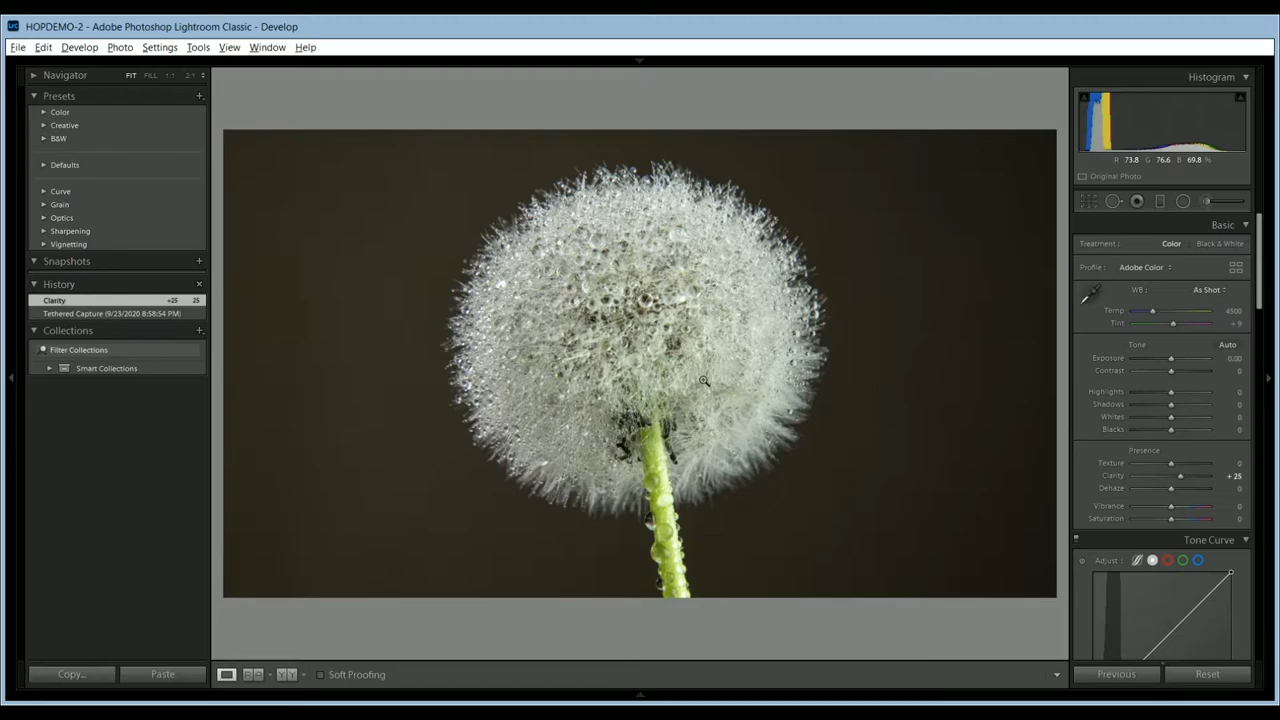 HOPDEMO-2 - Adobe Photoshop Lightroom Classic - Develop
File Edit Develop Photo Settings Tools Window View Help
Navigator FIT FILL 1:1 2:1
Presets
Color
Creative
B&W
Defaults
Curve
Grain
Optics
Sharpening
Vignetting
Snapshots
History
Clarity +25 25
Tethered Capture (9/23/2020 8:58:54 PM)
Collections
Filter Collections
Smart Collections
Copy... Paste
Soft Proofing
Histogram
R 73.8 G 76.6 B 69.8 %
Original Photo
Basic
Treatment : Color Black & White
Profile : Adobe Color
WB : As Shot
Temp 4500
Tint + 9
Tone Auto
Exposure 0.00
Contrast 0
Highlights 0
Shadows 0
Whites 0
Blacks 0
Presence
Texture 0
Clarity + 25
Dehaze 0
Vibrance 0
Saturation 0
Tone Curve
Adjust :
Previous Reset